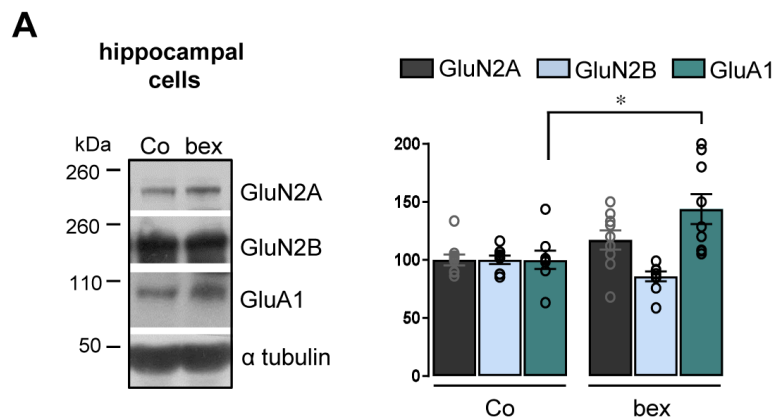 A
hippocampal
cells
kDa
Co bex
260
GluN2A
260
GluN2B
110
GluA1
50
α tubulin
GluN2A GluN2B GluA1
*
200
150
100
50
0
Co bex